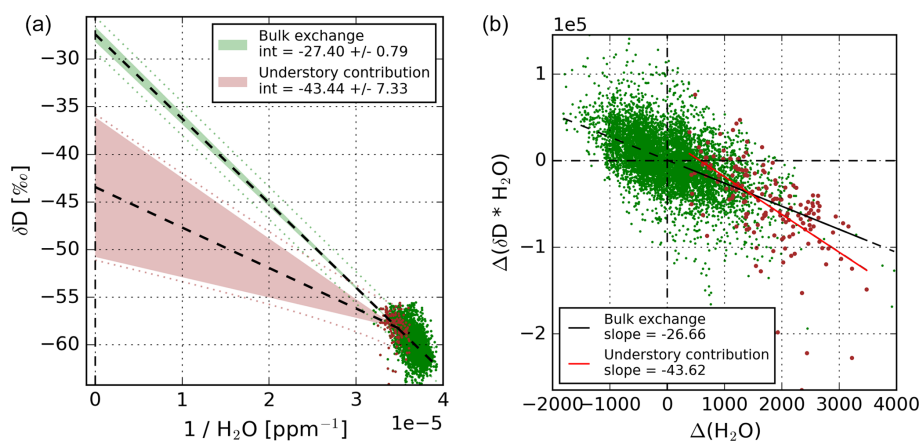 (a)
−30
−35
−40
−45
−50
−55
−60
δD [‰]
0
1
2
3
4
1e−5
1 / H₂O [ppm⁻¹]
Bulk exchange
int = -27.40 +/- 0.79
Understory contribution
int = -43.44 +/- 7.33
(b)
1e5
1
0
−1
−2
Δ(δD * H₂O)
−2000
−1000
0
1000
2000
3000
4000
Δ(H₂O)
Bulk exchange
slope = -26.66
Understory contribution
slope = -43.62